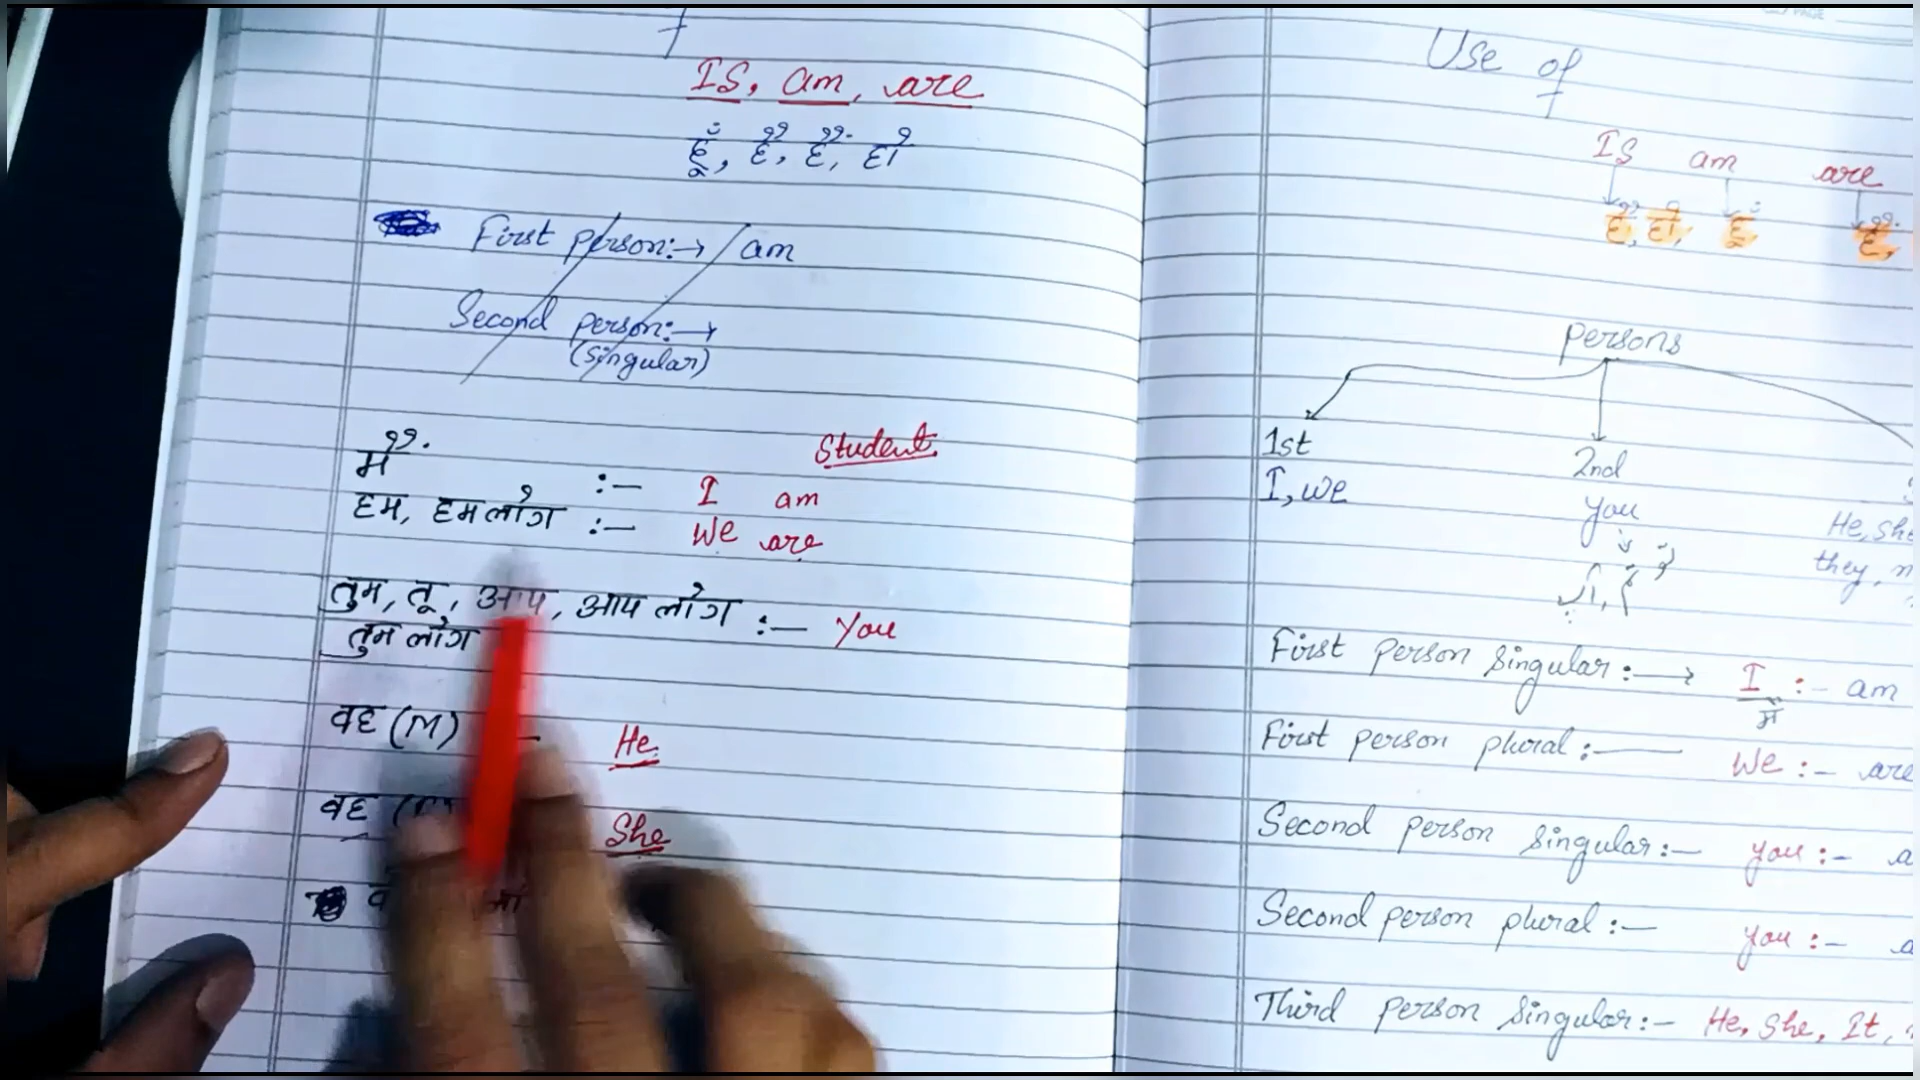 IS, am, are
हूँ, है, हैं, हो
First person:→ am
Second person:→
(Singular)
Student
मैं :- I am
हम, हम लोग :- We are
तुम, तू, आप, आप लोग :- You
तुम लोग
वह (M) - He
वह She
Use of
IS am are
है, हो, हूँ हैं,
Persons
1st 2nd
I, we you He, she
they,
First person Singular:→ I :- am
मैं
First person plural:- We :- are
Second person Singular:- you :-
Second person plural:- you :-
Third person Singular:- He, She, It,